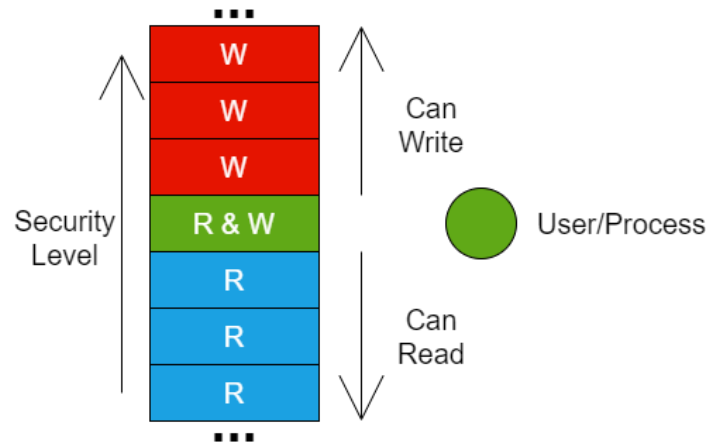 ...
W
W
W
R & W
R
R
R
...
Security
Level
Can
Write
User/Process
Can
Read